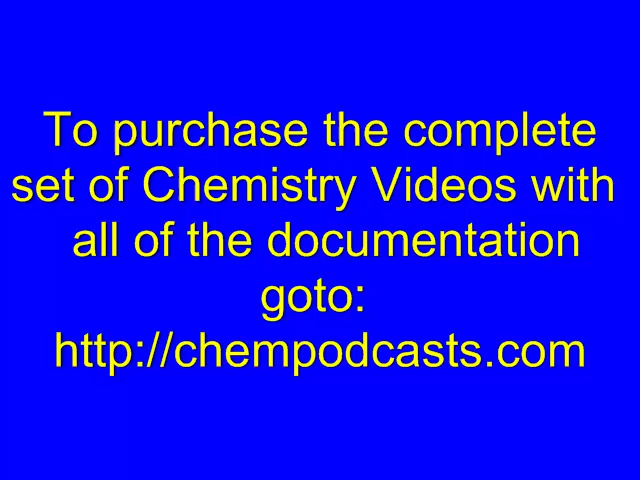 To purchase the complete
set of Chemistry Videos with
all of the documentation
goto:
http://chempodcasts.com